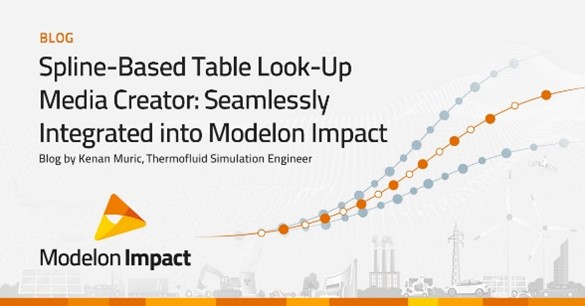 BLOG
Spline-Based Table Look-Up
Media Creator: Seamlessly
Integrated into Modelon Impact
Blog by Kenan Muric, Thermofluid Simulation Engineer
Modelon Impact